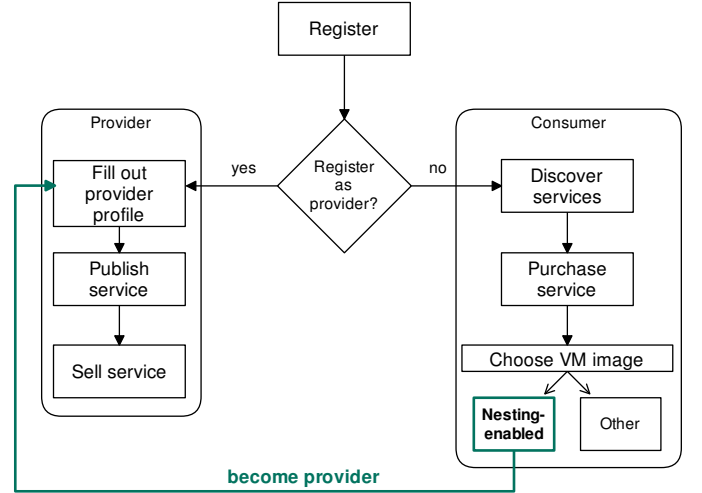 Register
Provider
Consumer
Register
as
provider?
yes
no
Fill out
provider
profile
Publish
service
Sell service
Discover
services
Purchase
service
Choose VM image
Nesting-
enabled
Other
become provider